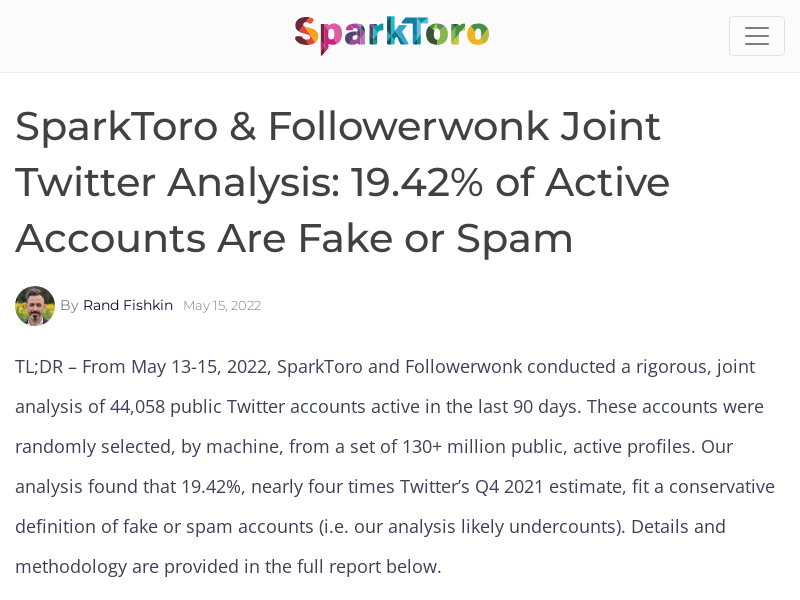 SparkToro
SparkToro & Followerwonk Joint
Twitter Analysis: 19.42% of Active
Accounts Are Fake or Spam
By Rand Fishkin May 15, 2022
TL;DR – From May 13-15, 2022, SparkToro and Followerwonk conducted a rigorous, joint
analysis of 44,058 public Twitter accounts active in the last 90 days. These accounts were
randomly selected, by machine, from a set of 130+ million public, active profiles. Our
analysis found that 19.42%, nearly four times Twitter’s Q4 2021 estimate, fit a conservative
definition of fake or spam accounts (i.e. our analysis likely undercounts). Details and
methodology are provided in the full report below.